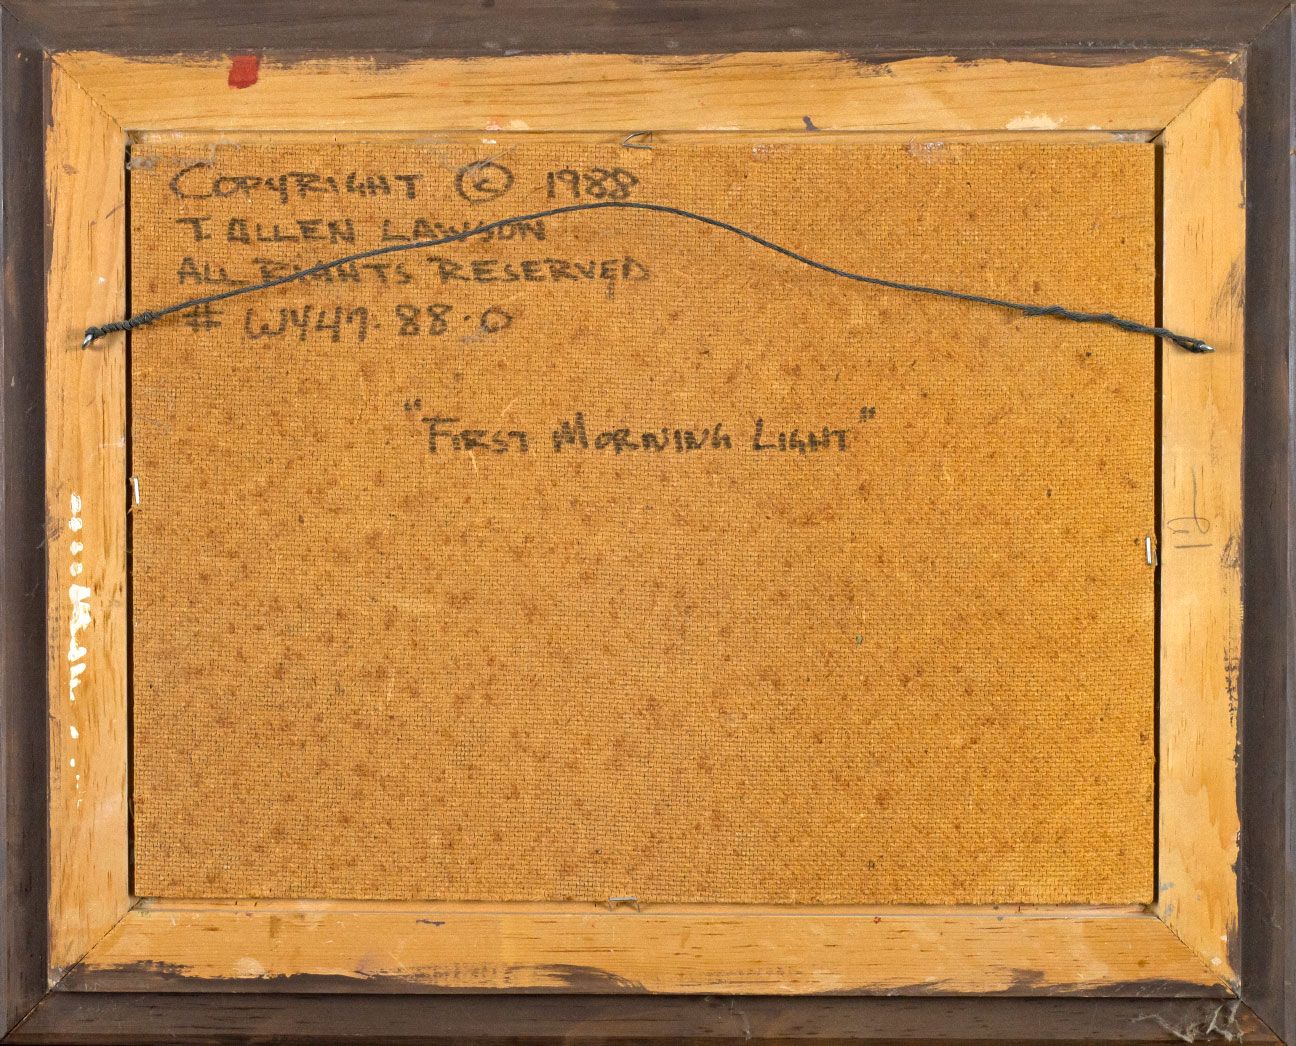 COPYRIGHT © 1988
T. ALLEN LAWSON
ALL RIGHTS RESERVED
# WY47.88.0
"FIRST MORNING LIGHT"